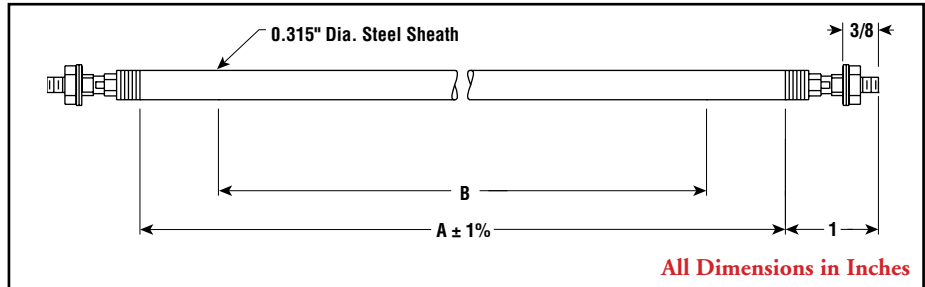 0.315" Dia. Steel Sheath
3/8
B
A ± 1%
1
All Dimensions in Inches